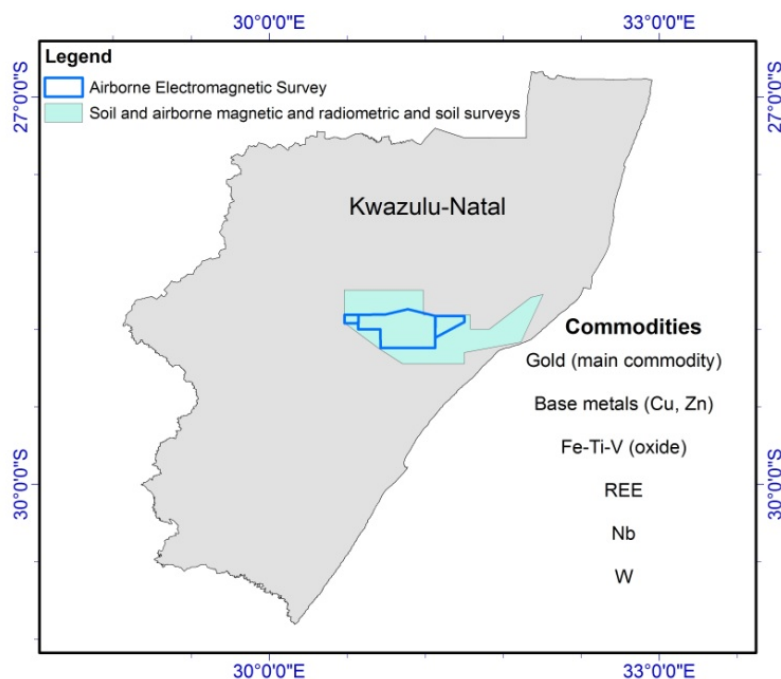 30°0'0"E
33°0'0"E
Legend
Airborne Electromagnetic Survey
Soil and airborne magnetic and radiometric and soil surveys
27°0'0"S
27°0'0"S
Kwazulu-Natal
Commodities
Gold (main commodity)
Base metals (Cu, Zn)
Fe-Ti-V (oxide)
REE
Nb
W
30°0'0"S
30°0'0"S
30°0'0"E
33°0'0"E